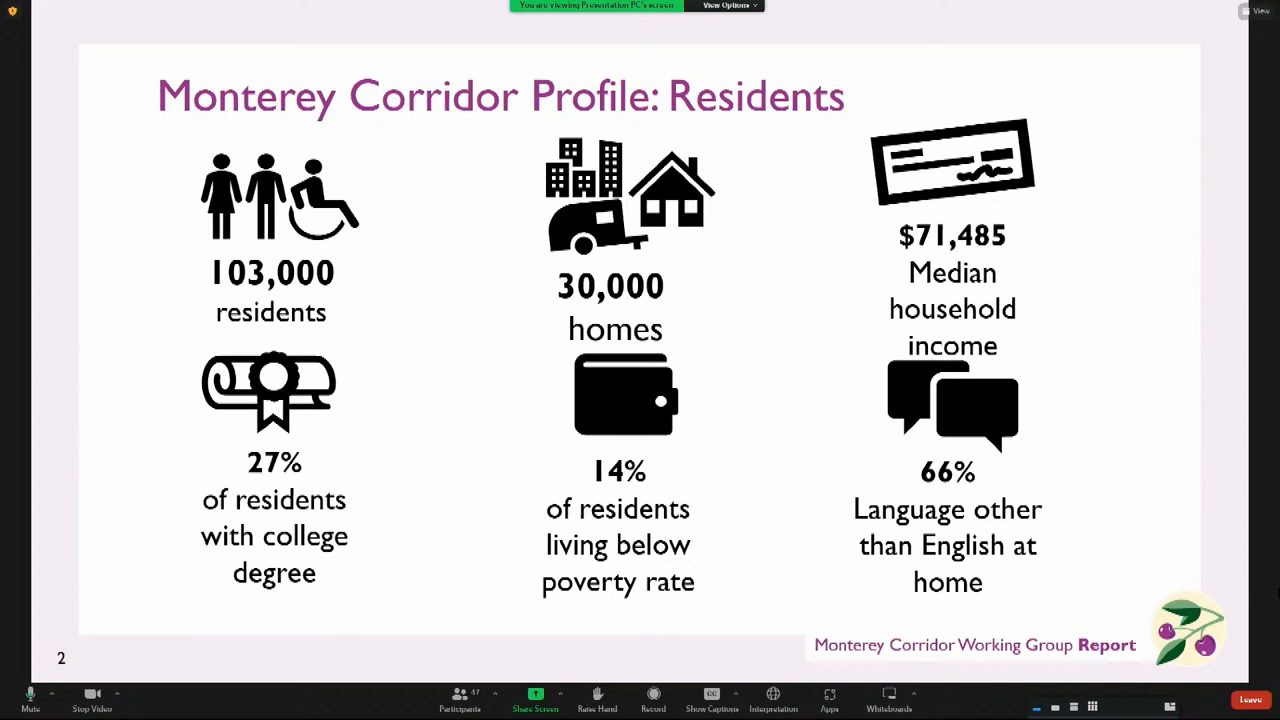 You are viewing Presentation PC's screen
View Options
View
Monterey Corridor Profile: Residents
103,000
residents
30,000
homes
$71,485
Median
household
income
27%
of residents
with college
degree
14%
of residents
living below
poverty rate
66%
Language other
than English at
home
Monterey Corridor Working Group Report
2
Mute
Stop Video
47
Participants
Share Screen
Raise Hand
Record
CC
Show Captions
Interpretation
Apps
Whiteboards
Leave